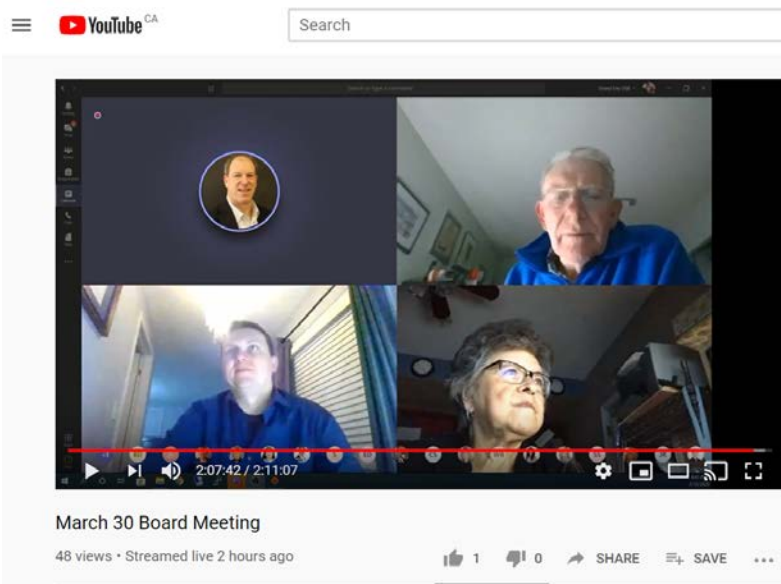 YouTube CA
Search
2:07:42 / 2:11:07
March 30 Board Meeting
48 views • Streamed live 2 hours ago
1 0 SHARE SAVE